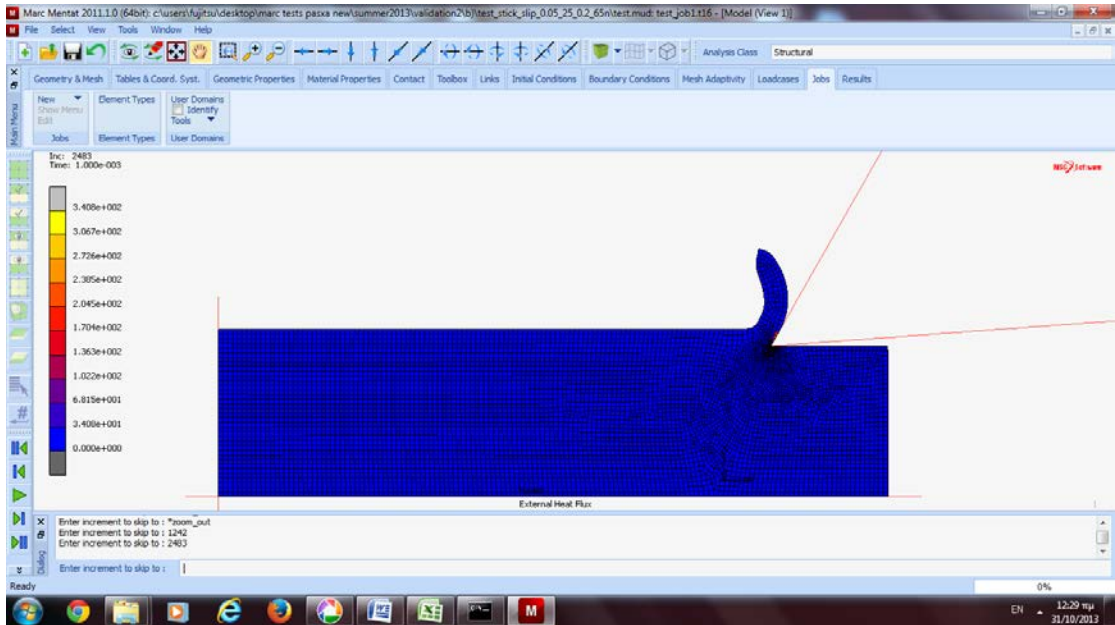 Marc Mentat 2011.1.0 (64bit): c:\users\fujitsu\desktop\marc tests pasxa new\summer2013\validation2\b)\test_stick_slip_0.05_25_0.2_65n\test.mud: test_job1.t16 - [Model (View 1)]
File Select View Tools Window Help
Analysis Class Structural
Geometry & Mesh Tables & Coord. Syst. Geometric Properties Material Properties Contact Toolbox Links Initial Conditions Boundary Conditions Mesh Adaptivity Loadcases Jobs Results
Main Menu
New Element Types User Domains
Show Menu Identify
Edit Tools
Jobs Element Types User Domains
Inc: 2483
Time: 1.000e-003
MSC Software
3.408e+002
3.067e+002
2.726e+002
2.385e+002
2.045e+002
1.704e+002
1.363e+002
1.022e+002
6.815e+001
3.408e+001
0.000e+000
External Heat Flux
1
Dialog
Enter increment to skip to : *zoom_out
Enter increment to skip to : 1242
Enter increment to skip to : 2483
Enter increment to skip to :
Ready
0%
EN
12:29 πμ
31/10/2013